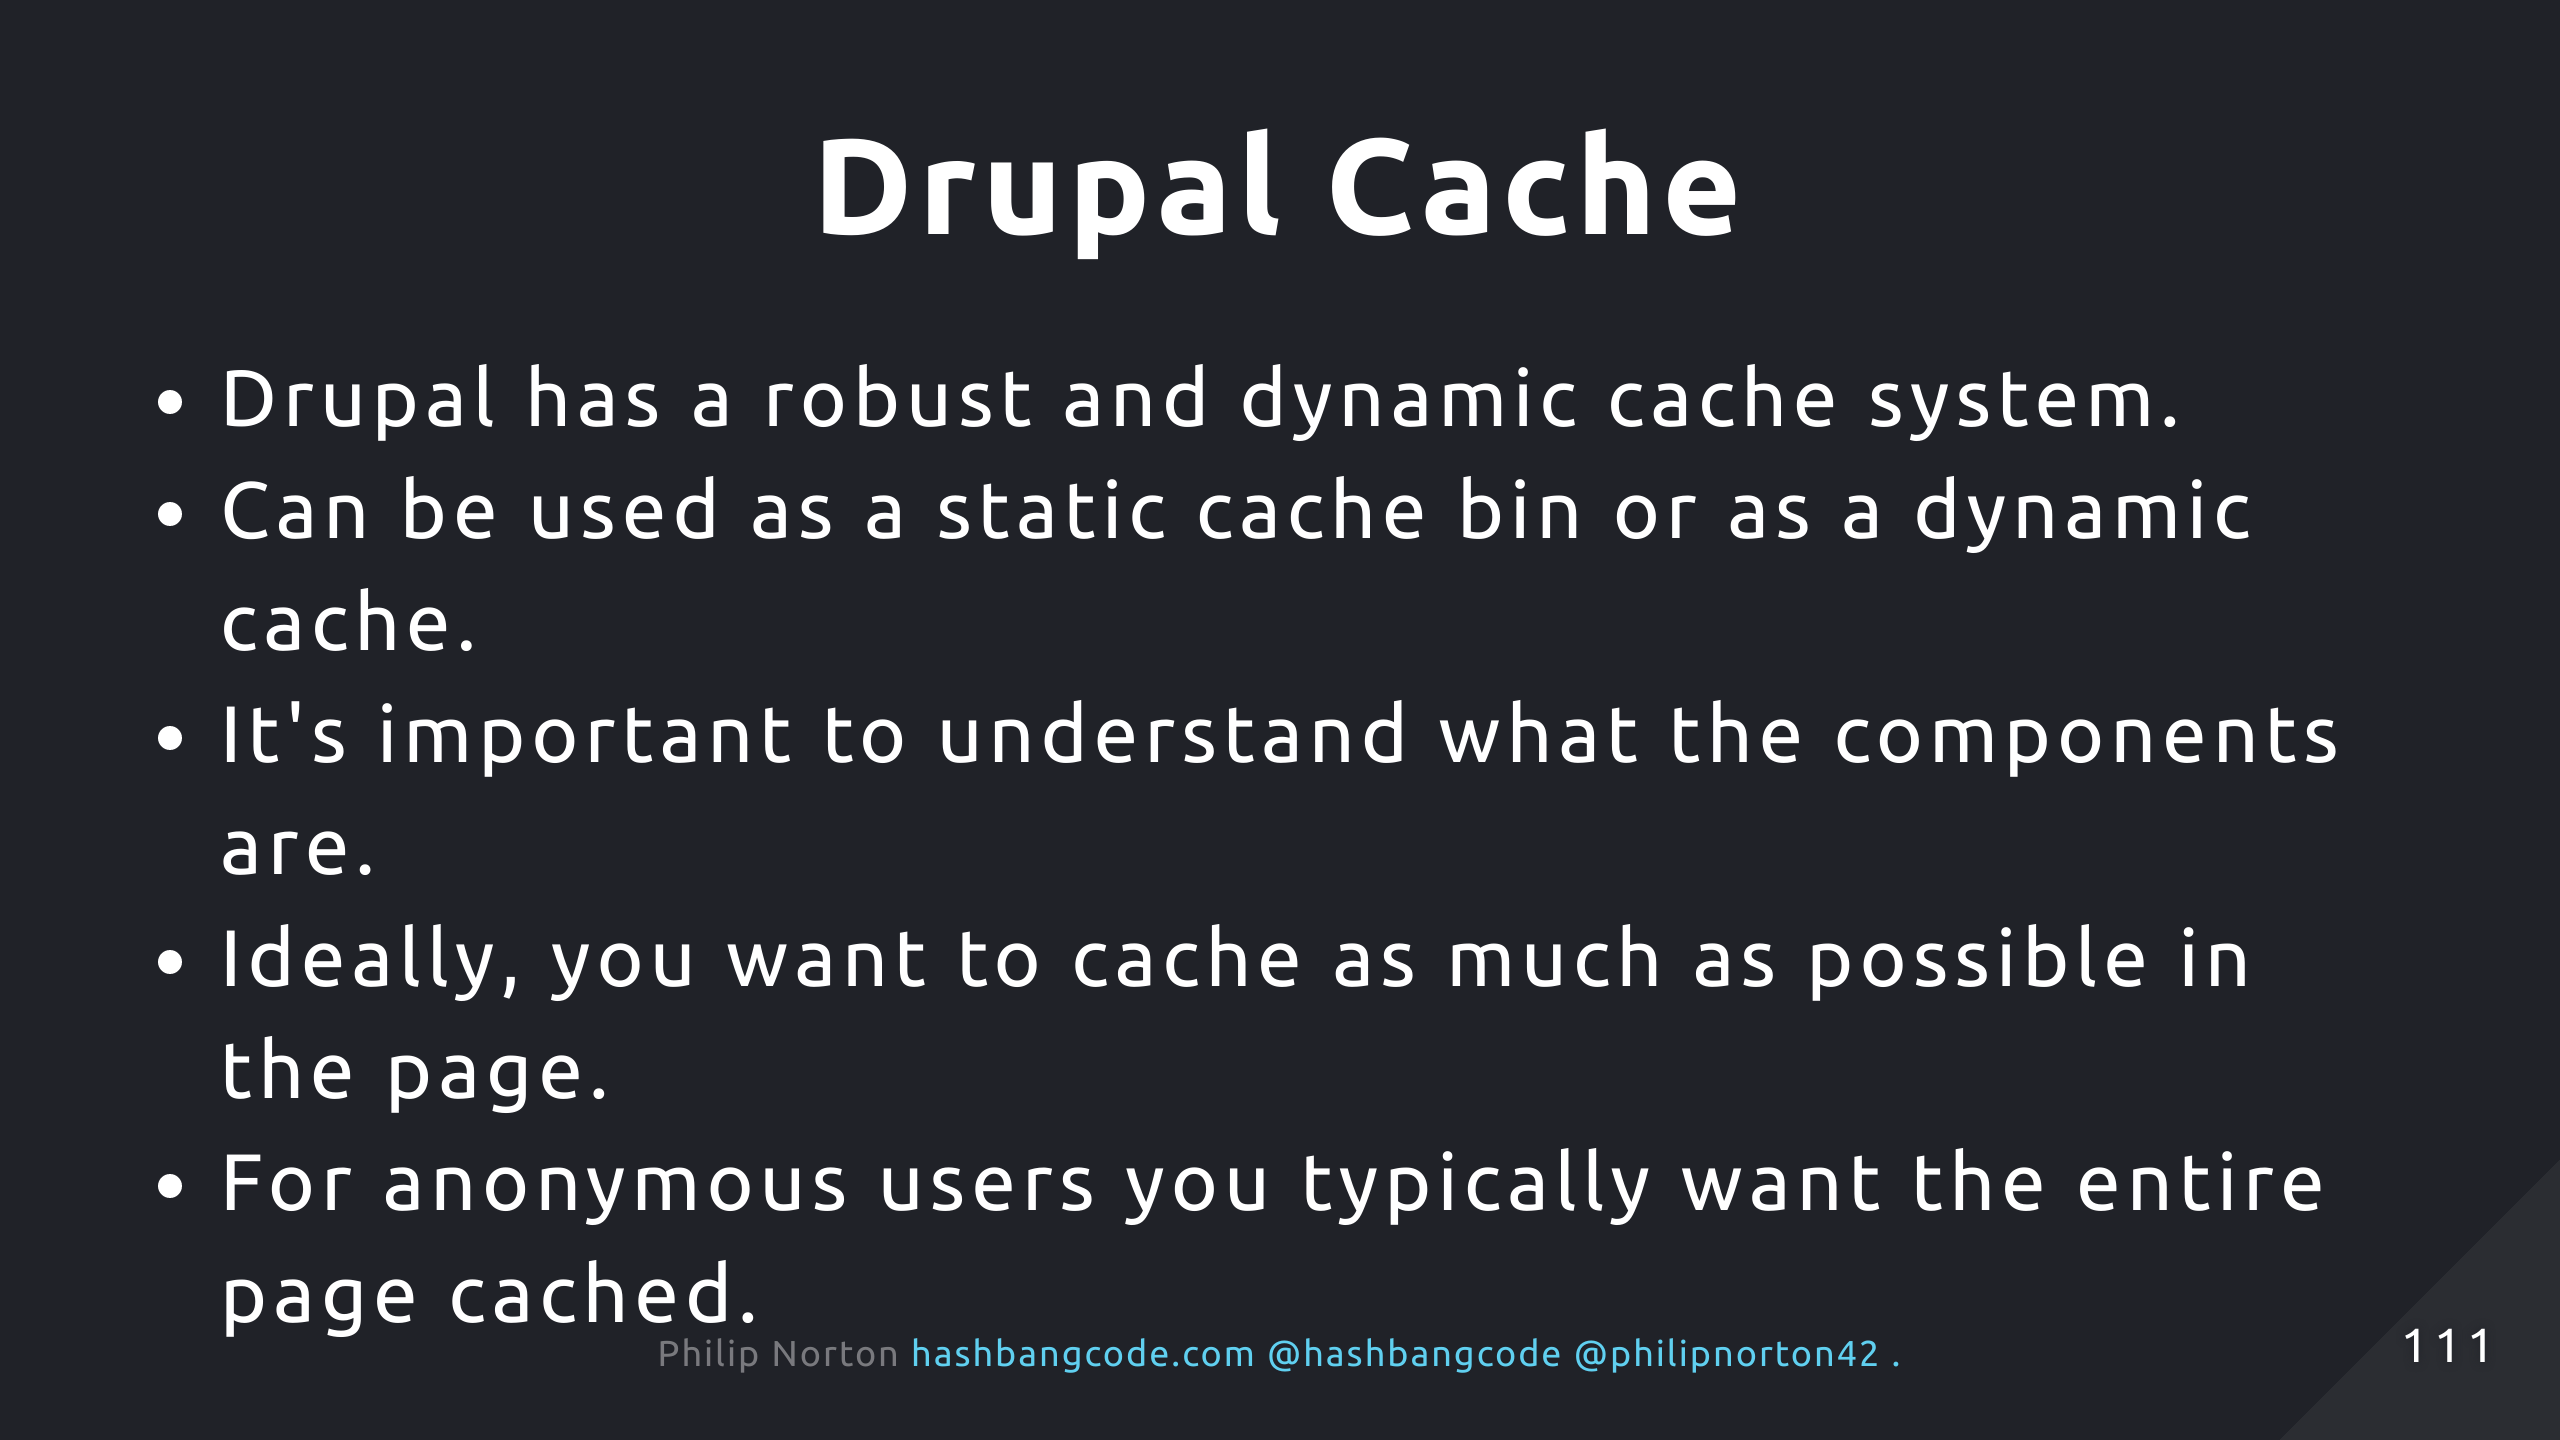 Drupal Cache
• Drupal has a robust and dynamic cache system.
• Can be used as a static cache bin or as a dynamic
cache.
• It's important to understand what the components
are.
• Ideally, you want to cache as much as possible in
the page.
• For anonymous users you typically want the entire
page cached.
Philip Norton hashbangcode.com @hashbangcode @philipnorton42 .
111